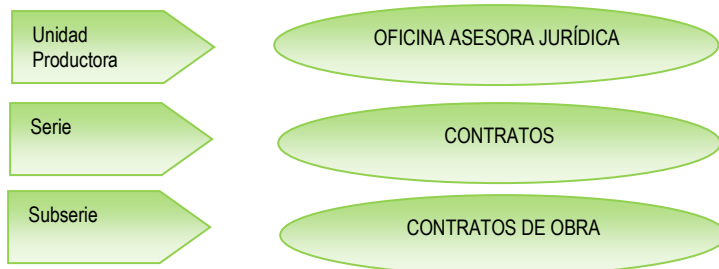 Unidad
Productora
OFICINA ASESORA JURÍDICA
Serie
CONTRATOS
Subserie
CONTRATOS DE OBRA